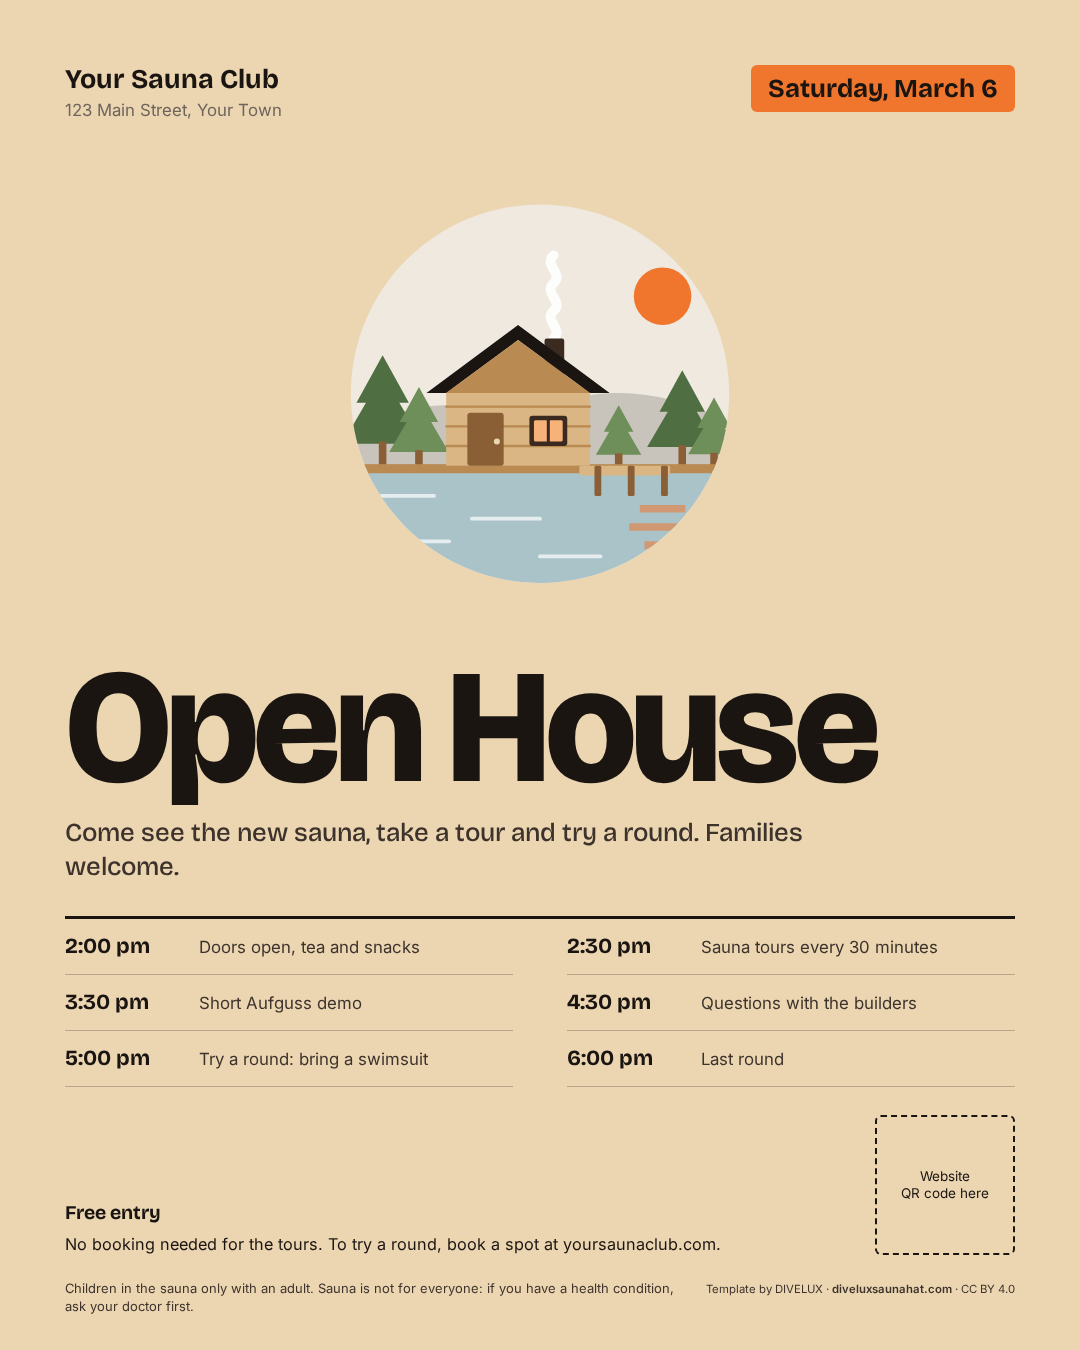 Your Sauna Club
123 Main Street, Your Town
Saturday, March 6
Open House
Come see the new sauna, take a tour and try a round. Families
welcome.
2:00 pm Doors open, tea and snacks
2:30 pm Sauna tours every 30 minutes
3:30 pm Short Aufguss demo
4:30 pm Questions with the builders
5:00 pm Try a round: bring a swimsuit
6:00 pm Last round
Website
QR code here
Free entry
No booking needed for the tours. To try a round, book a spot at yoursaunaclub.com.
Children in the sauna only with an adult. Sauna is not for everyone: if you have a health condition,
ask your doctor first.
Template by DIVELUX · diveluxsaunahat.com · CC BY 4.0